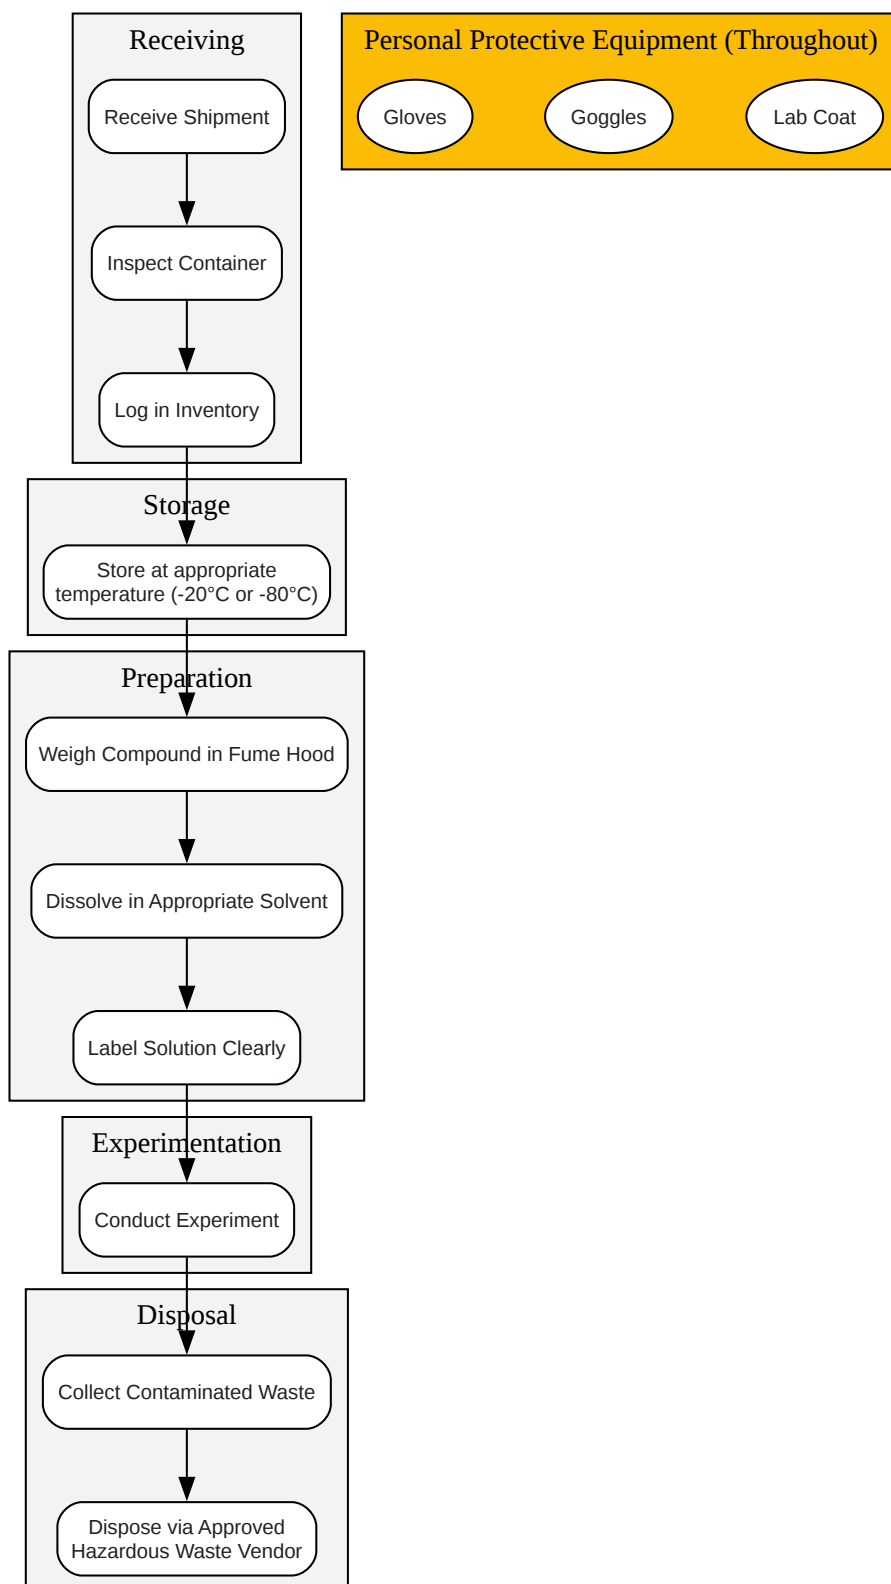 Receiving
Receive Shipment
Inspect Container
Log in Inventory
Personal Protective Equipment (Throughout)
Gloves
Goggles
Lab Coat
Storage
Store at appropriate
temperature (-20°C or -80°C)
Preparation
Weigh Compound in Fume Hood
Dissolve in Appropriate Solvent
Label Solution Clearly
Experimentation
Conduct Experiment
Disposal
Collect Contaminated Waste
Dispose via Approved
Hazardous Waste Vendor